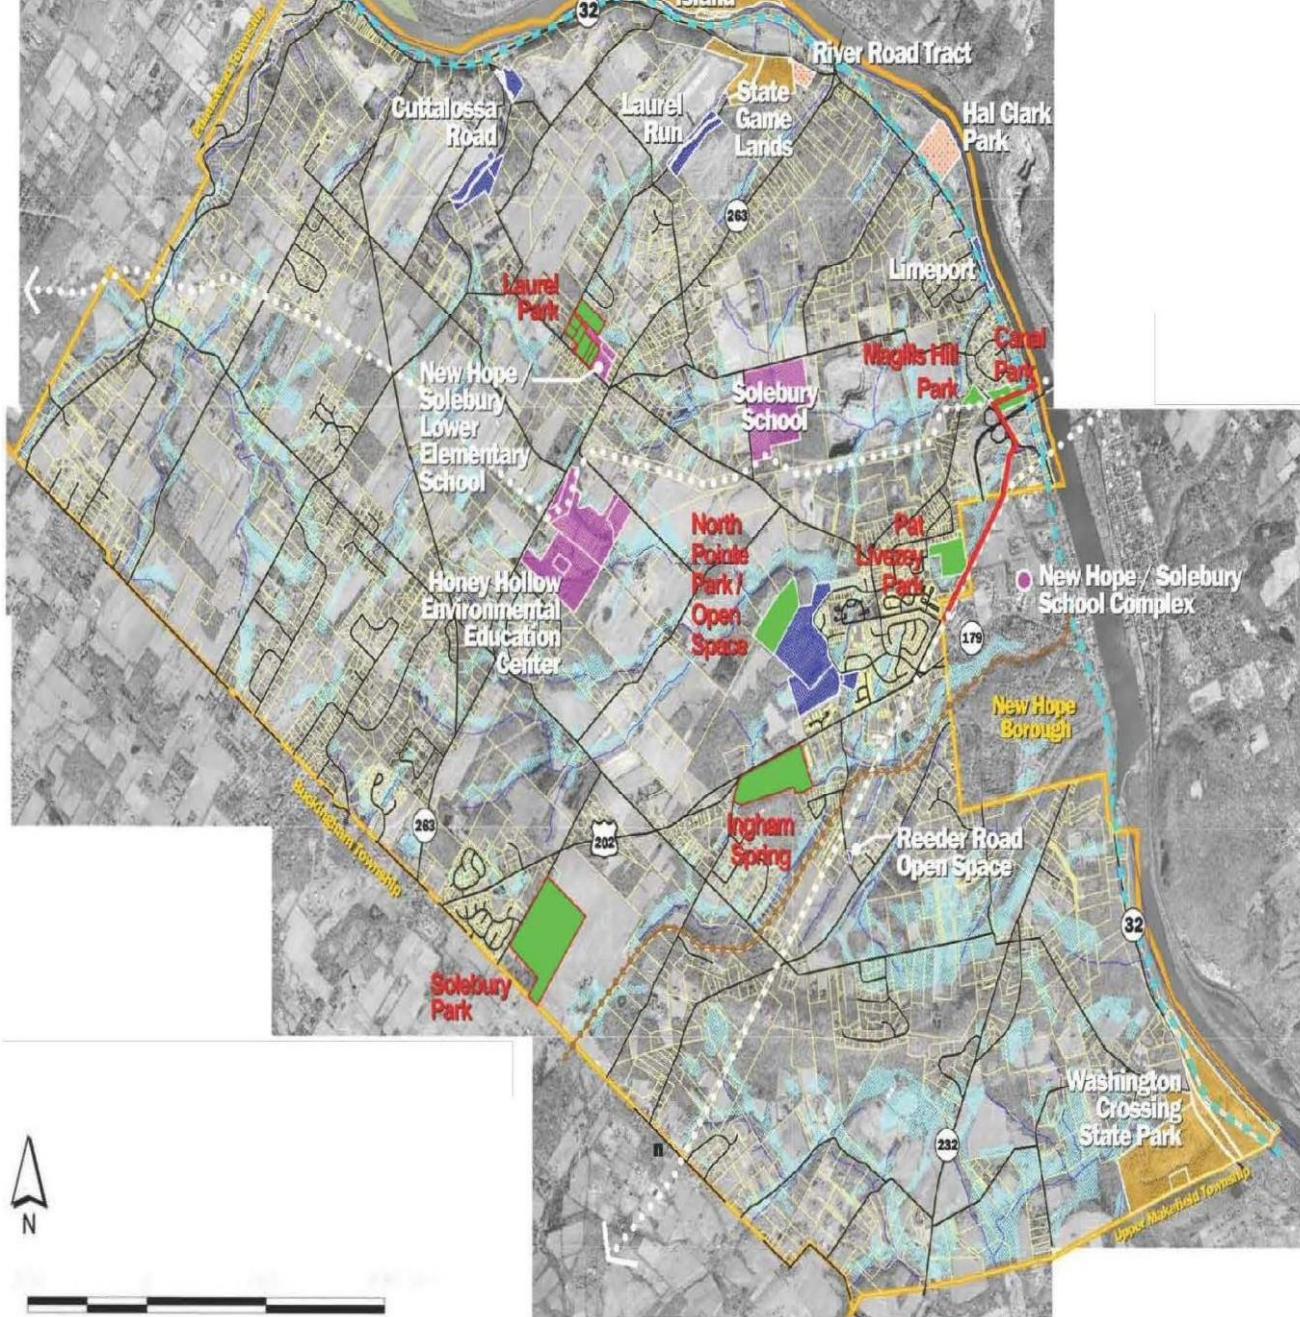 Island
32
River Road Tract
Cuttalossa
Road
Laurel
Run
State
Game
Lands
Hal Clark
Park
263
Limeport
Laurel
Park
Magills Hill
Park
Canal
Park
New Hope /
Solebury
Lower
Elementary
School
Solebury
School
North
Pointe
Park /
Open
Space
Pat
Livezey
Park
Honey Hollow
Environmental
Education
Center
New Hope / Solebury
School Complex
179
New Hope
Borough
Buckingham Township
263
202
Ingham
Spring
Reeder Road
Open Space
32
Solebury
Park
Washington
Crossing
State Park
n
232
Upper Makefield Township
N